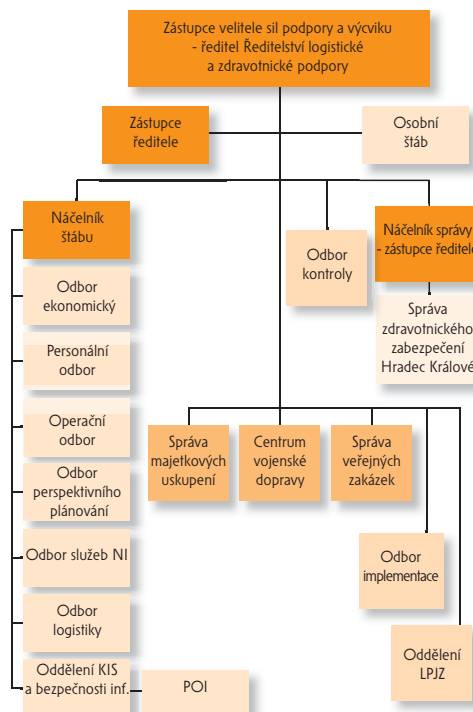 Zástupce velitele sil podpory a výcviku
- ředitel Ředitelství logistické
a zdravotnické podpory
Zástupce
ředitele
Osobní
štáb
Náčelník
štábu
Odbor
kontroly
Náčelník správy
- zástupce ředitele
Odbor
ekonomický
Správa
zdravotnického
zabezpečení
Hradec Králové
Personální
odbor
Operační
odbor
Správa
majetkových
uskupení
Centrum
vojenské
dopravy
Správa
veřejných
zakázek
Odbor
perspektivního
plánování
Odbor služeb NI
Odbor
implementace
Odbor
logistiky
Oddělení
LPJZ
Oddělení KIS
a bezpečnosti inf.
POI